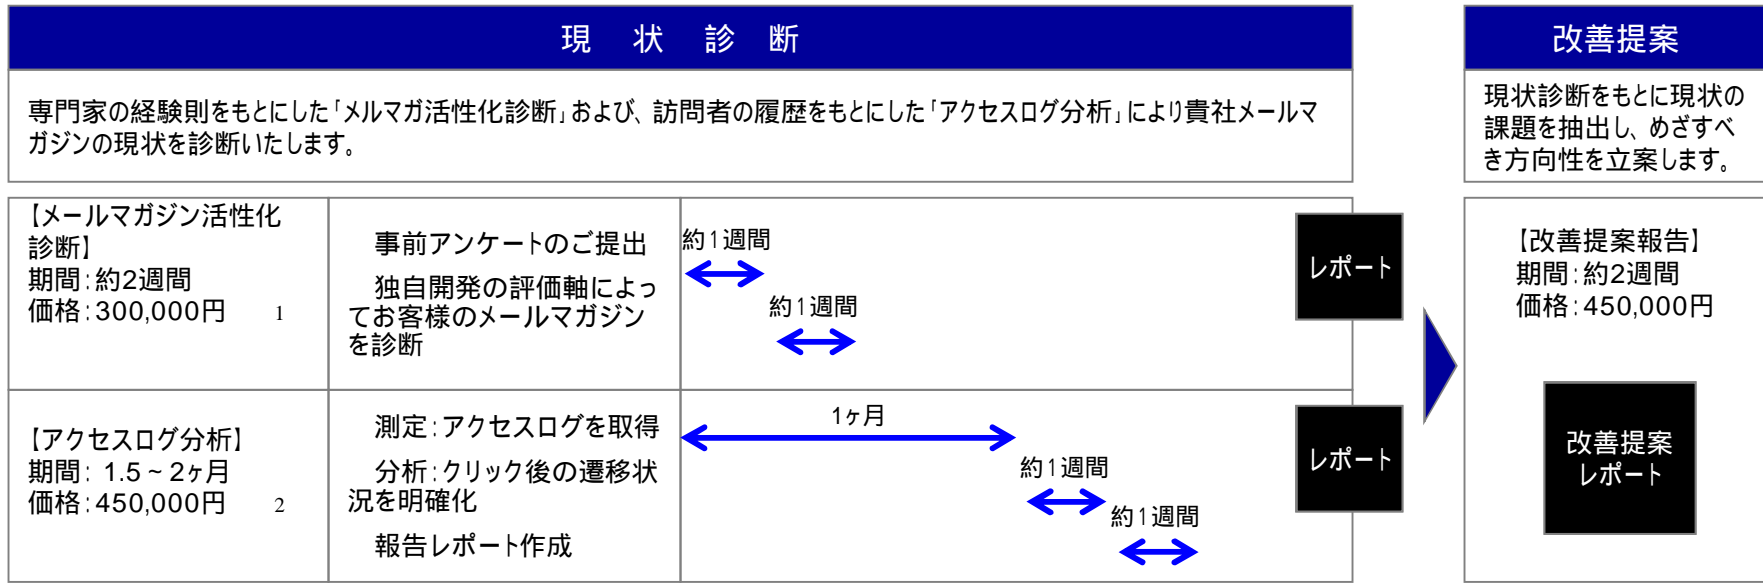 現 状 診 断
専門家の経験則をもとにした「メルマガ活性化診断」および、訪問者の履歴をもとにした「アクセスログ分析」により貴社メールマ
ガジンの現状を診断いたします。
改善提案
現状診断をもとに現状の
課題を抽出し、めざすべ
き方向性を立案します。
【メールマガジン活性化
診断】
期間:約2週間
価格:300,000円 1
事前アンケートのご提出
独自開発の評価軸によっ
てお客様のメールマガジン
を診断
約1週間
約1週間
レポート
【アクセスログ分析】
期間: 1.5~2ヶ月
価格:450,000円 2
測定:アクセスログを取得
分析:クリック後の遷移状
況を明確化
報告レポート作成
1ヶ月
約1週間
約1週間
レポート
【改善提案報告】
期間:約2週間
価格:450,000円
改善提案
レポート